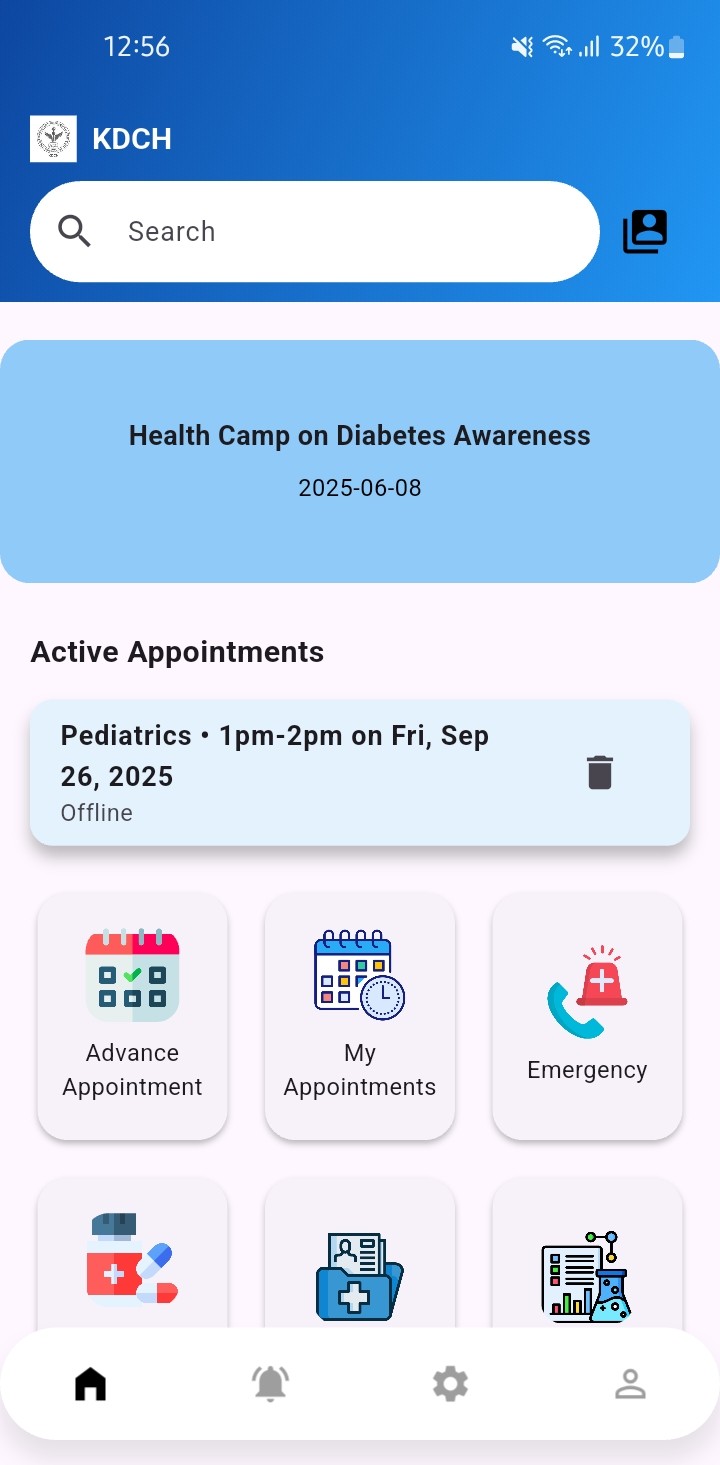 12:56
32%
KDCH
Search
Health Camp on Diabetes Awareness
2025-06-08
Active Appointments
Pediatrics • 1pm-2pm on Fri, Sep
26, 2025
Offline
Advance
Appointment
My
Appointments
Emergency